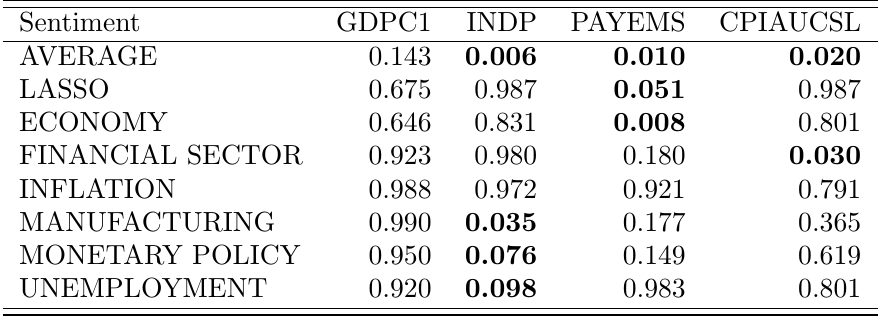 Sentiment GDPC1 INDP PAYEMS CPIAUCSL
AVERAGE 0.143 0.006 0.010 0.020
LASSO 0.675 0.987 0.051 0.987
ECONOMY 0.646 0.831 0.008 0.801
FINANCIAL SECTOR 0.923 0.980 0.180 0.030
INFLATION 0.988 0.972 0.921 0.791
MANUFACTURING 0.990 0.035 0.177 0.365
MONETARY POLICY 0.950 0.076 0.149 0.619
UNEMPLOYMENT 0.920 0.098 0.983 0.801